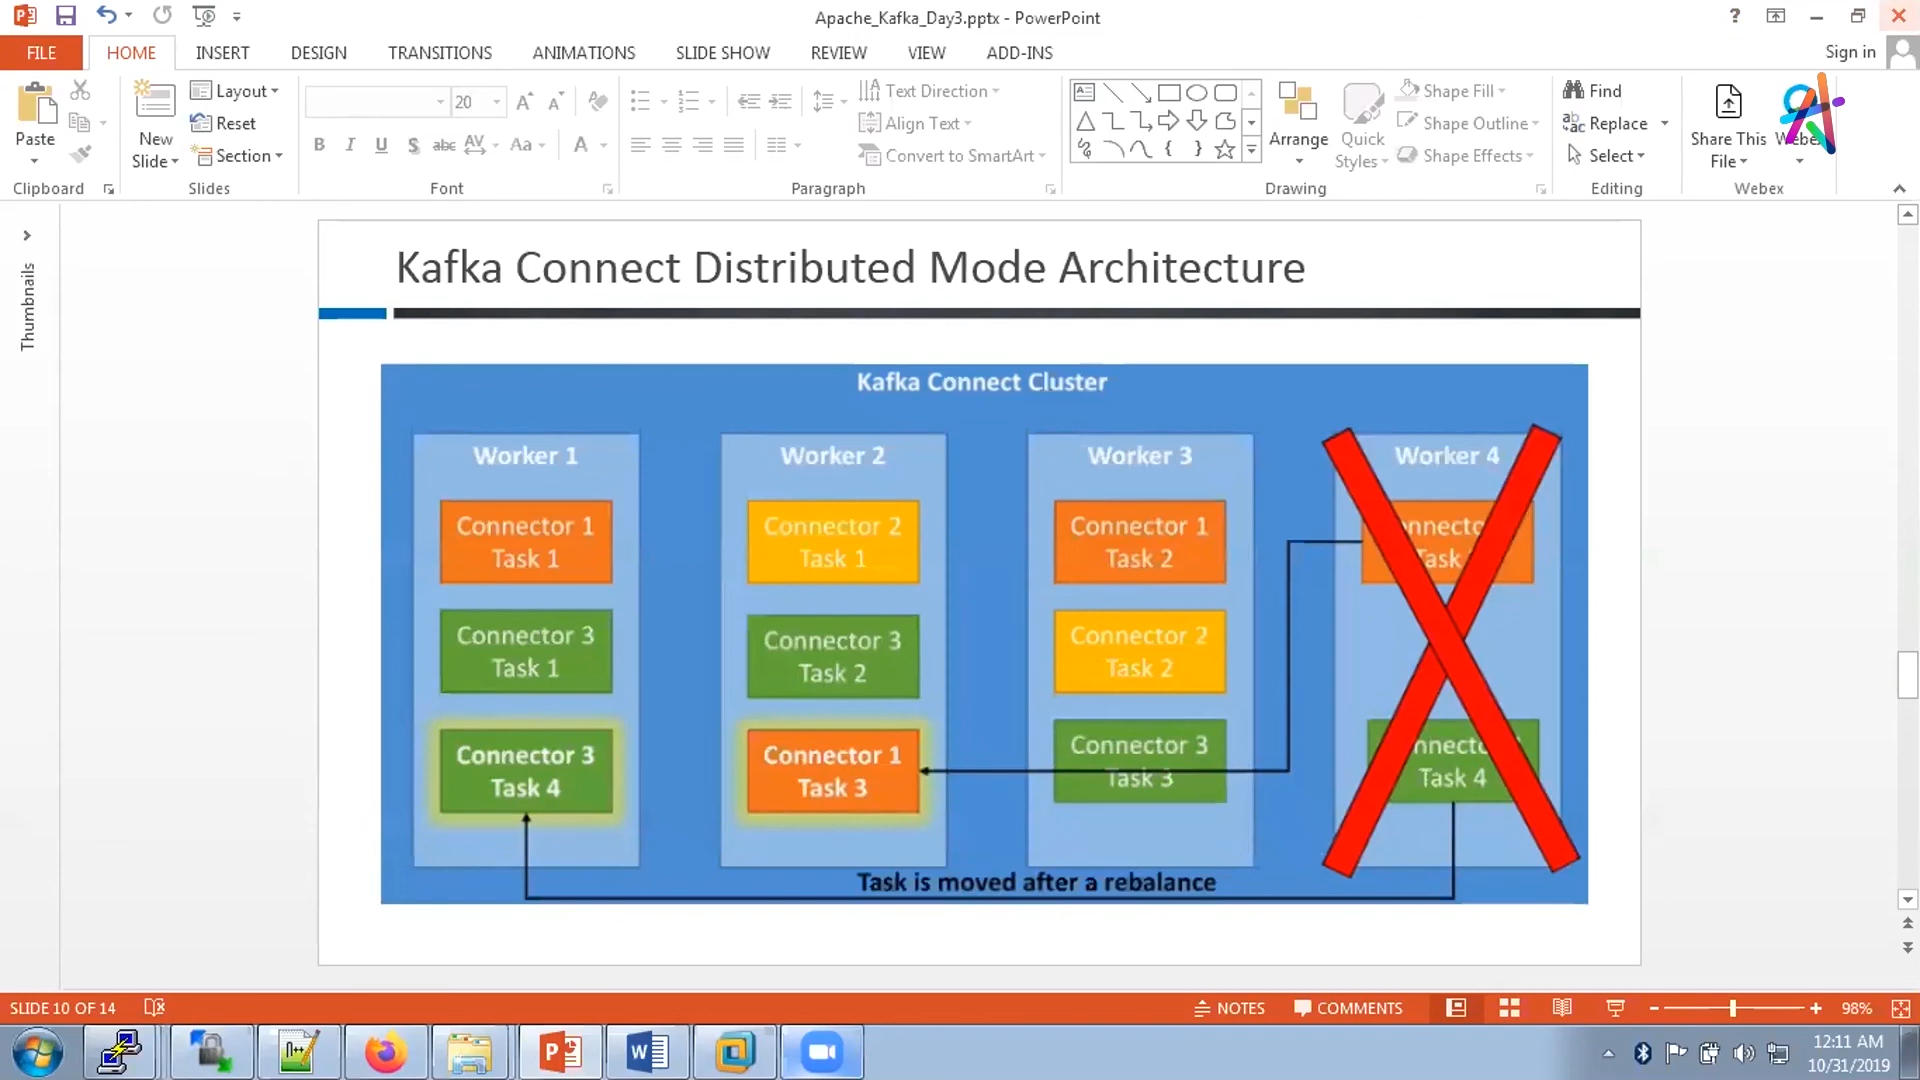 Apache_Kafka_Day3.pptx - PowerPoint
?
Sign in
FILE
HOME
INSERT
DESIGN
TRANSITIONS
ANIMATIONS
SLIDE SHOW
REVIEW
VIEW
ADD-INS
Paste
Clipboard
New
Slide
Layout
Reset
Section
Slides
20
B I U S abc AV Aa A
Font
Text Direction
Align Text
Convert to SmartArt
Paragraph
Arrange
Quick
Styles
Shape Fill
Shape Outline
Shape Effects
Drawing
Find
Replace
Select
Editing
Share This
File
Webex
Thumbnails
Kafka Connect Distributed Mode Architecture
Kafka Connect Cluster
Worker 1
Connector 1
Task 1
Connector 3
Task 1
Connector 3
Task 4
Worker 2
Connector 2
Task 1
Connector 3
Task 2
Connector 1
Task 3
Worker 3
Connector 1
Task 2
Connector 2
Task 2
Connector 3
Task 3
Worker 4
Task 4
Task is moved after a rebalance
SLIDE 10 OF 14
NOTES
COMMENTS
98%
12:11 AM
10/31/2019